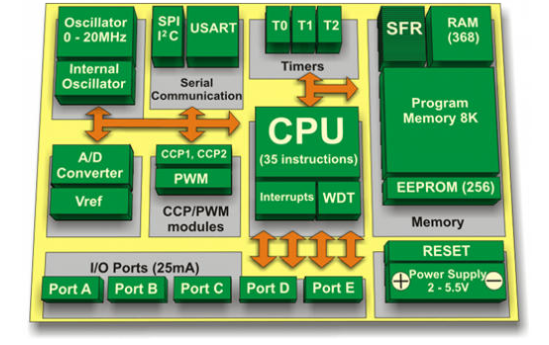 Oscillator
0 - 20MHz
Internal
Oscillator
SPI
I²C
USART
Serial
Communication
T0
T1
T2
Timers
SFR
RAM
(368)
Program
Memory 8K
EEPROM (256)
Memory
CPU
(35 instructions)
Interrupts
WDT
A/D
Converter
Vref
CCP1, CCP2
PWM
CCP/PWM
modules
I/O Ports (25mA)
Port A
Port B
Port C
Port D
Port E
RESET
+ Power Supply −
2 - 5.5V